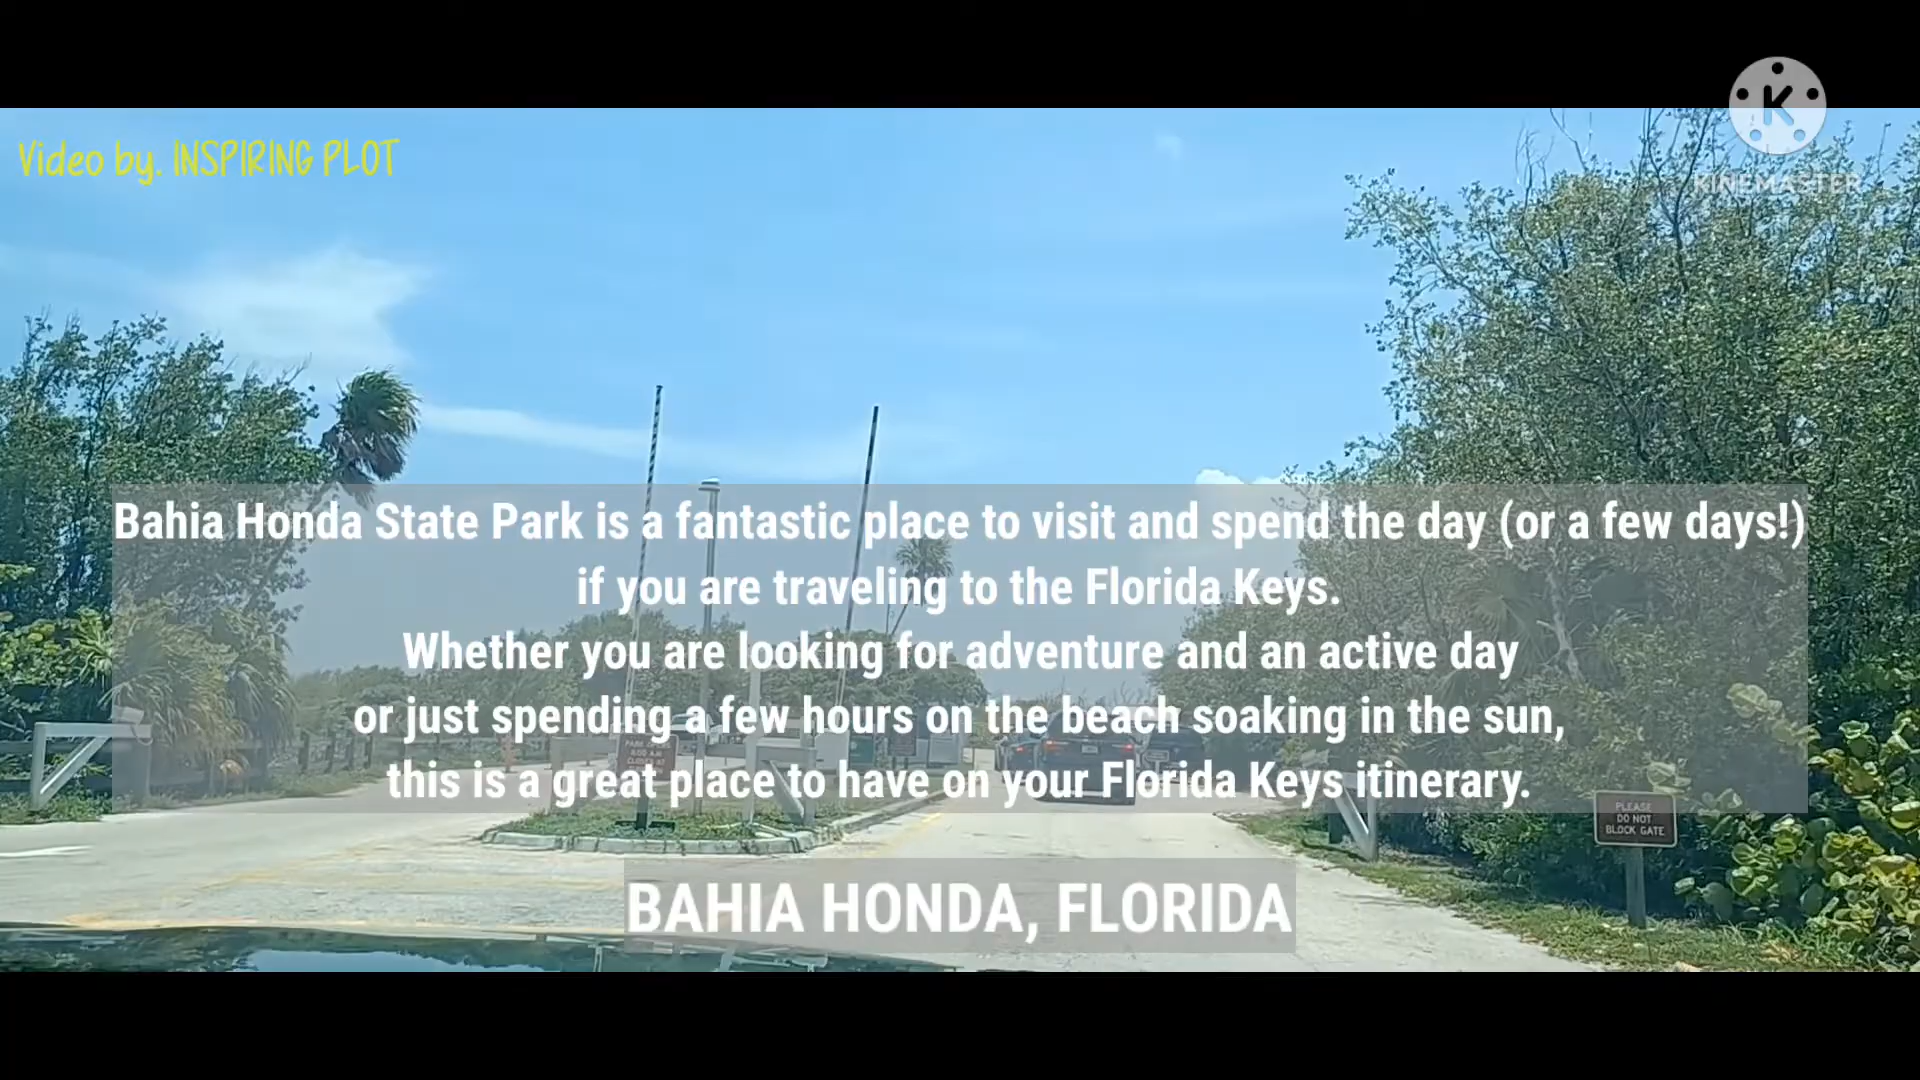 Video by. INSPIRING PLOT
KINEMASTER
Bahia Honda State Park is a fantastic place to visit and spend the day (or a few days!)
if you are traveling to the Florida Keys.
Whether you are looking for adventure and an active day
or just spending a few hours on the beach soaking in the sun,
this is a great place to have on your Florida Keys itinerary.
PLEASE
DO NOT
BLOCK GATE
BAHIA HONDA, FLORIDA